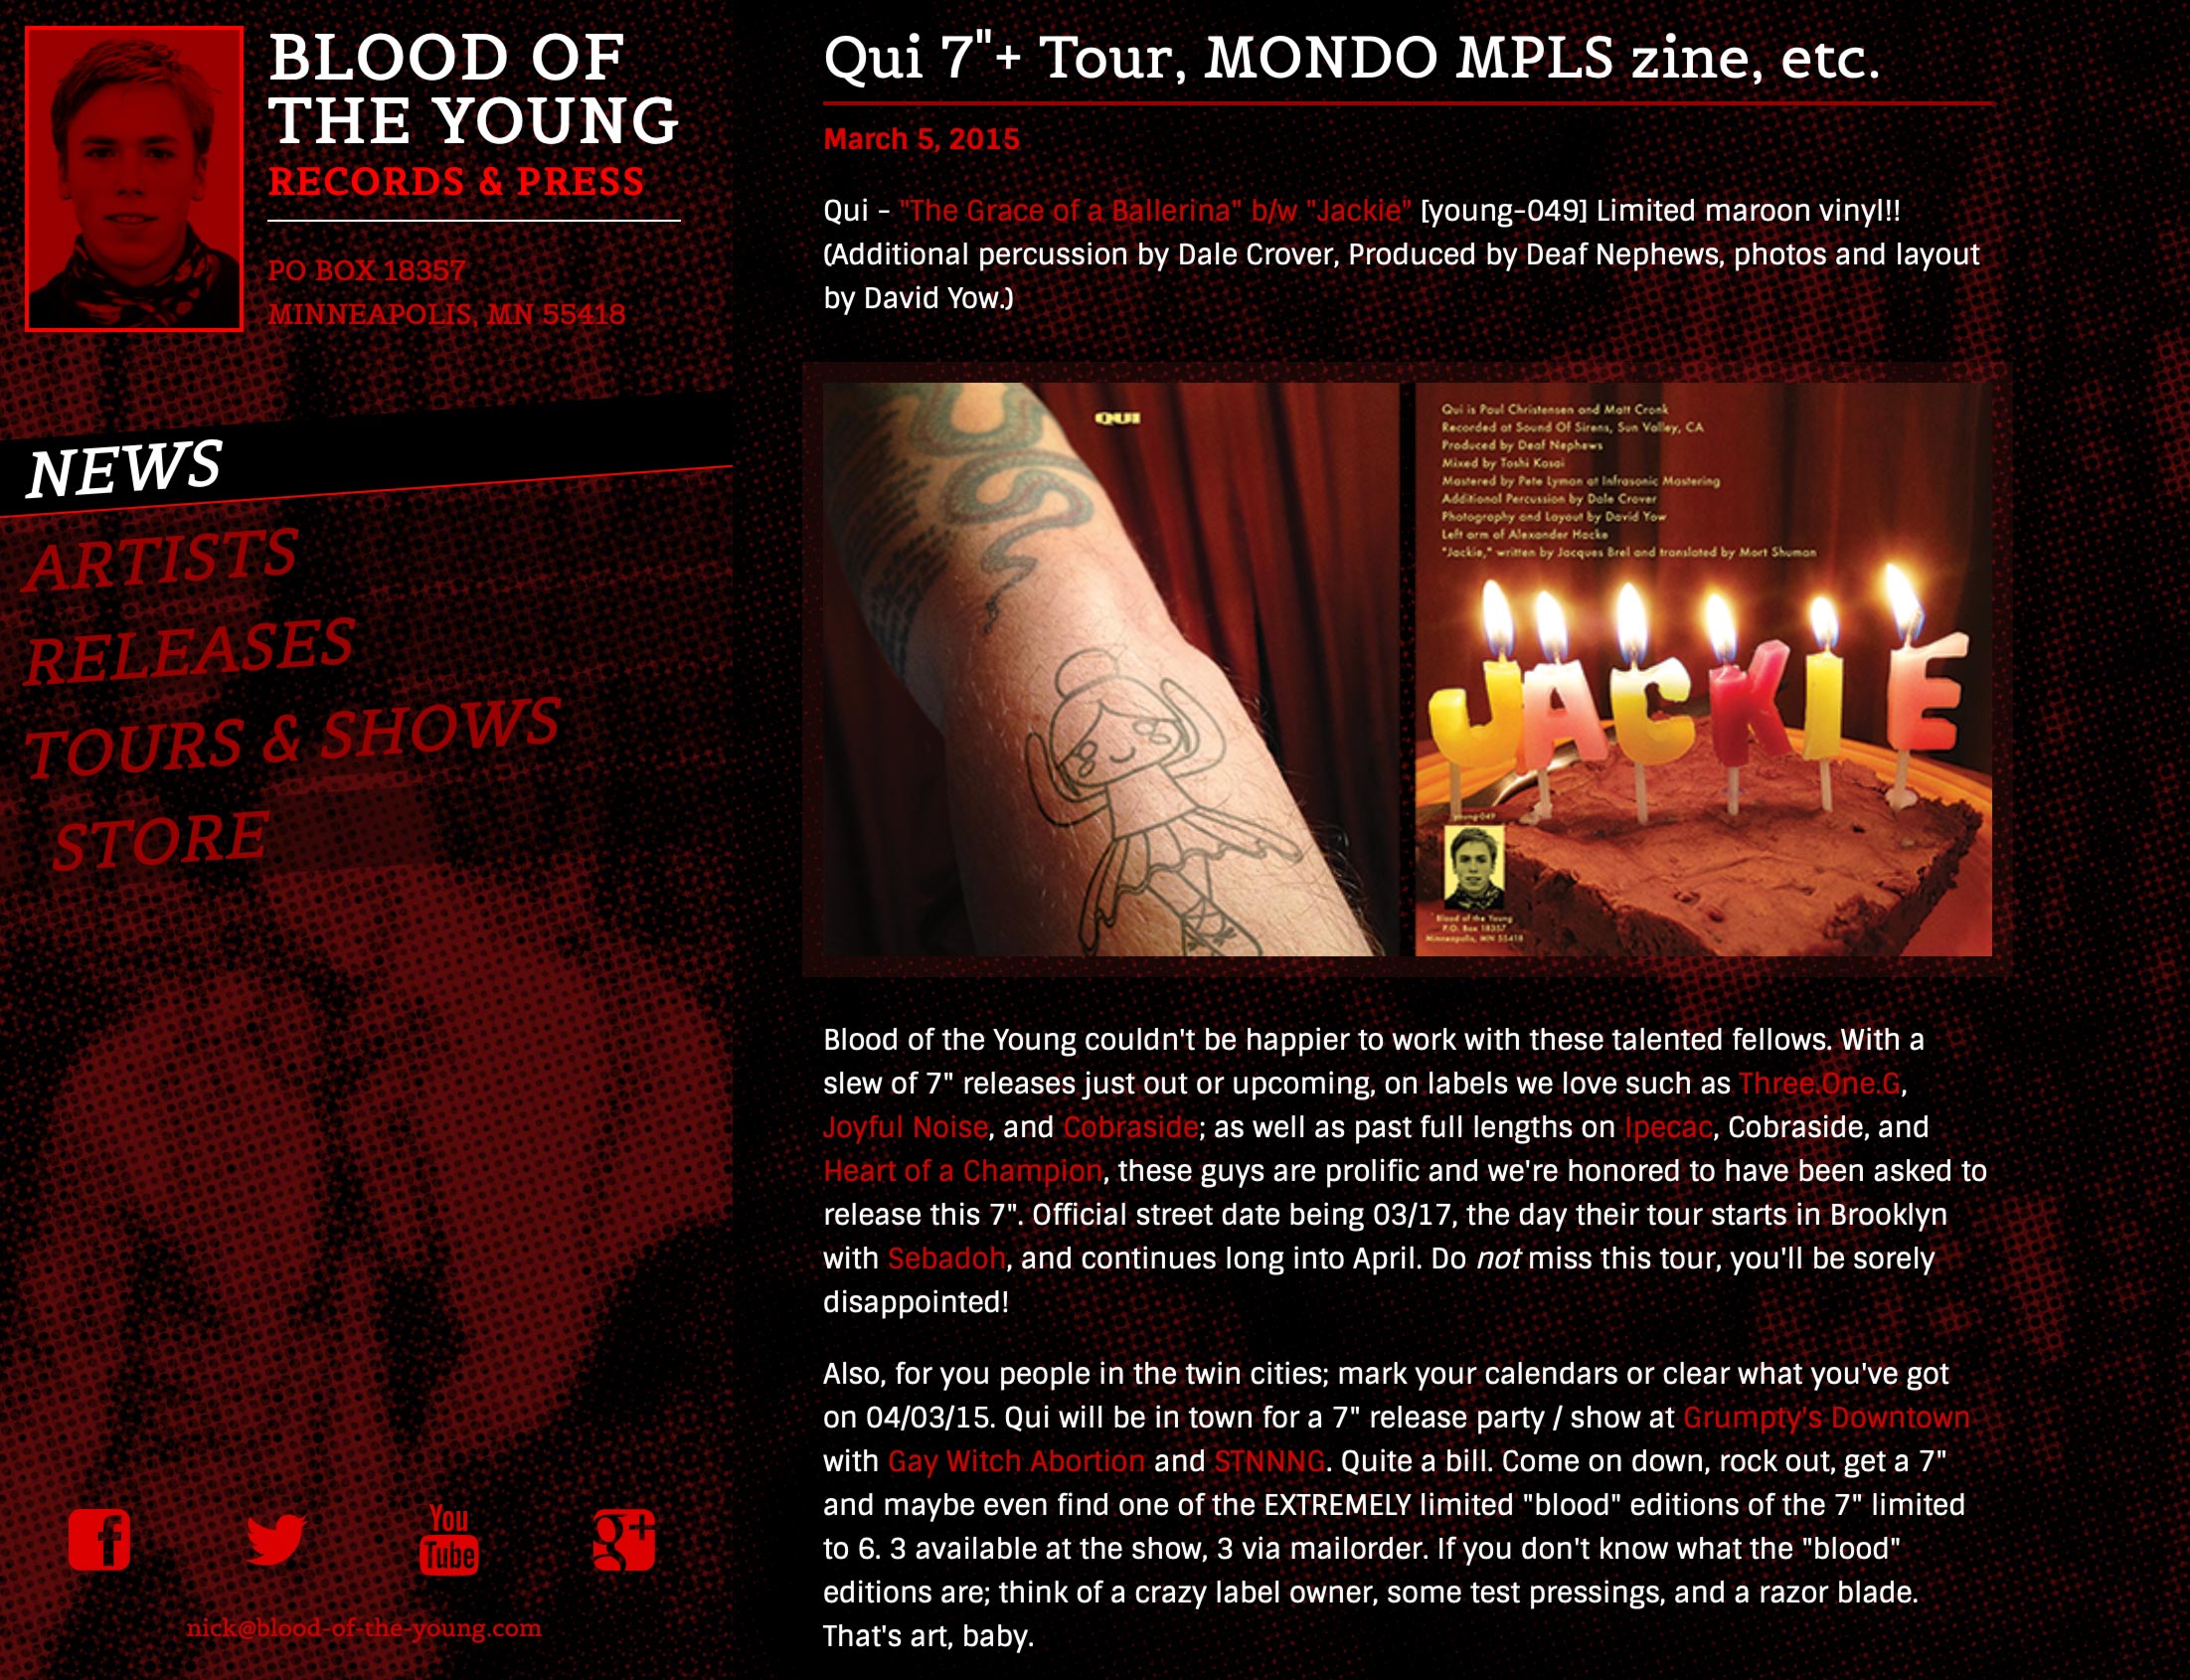 BLOOD OF
THE YOUNG
RECORDS & PRESS
PO BOX 18357
MINNEAPOLIS, MN 55418
NEWS
ARTISTS
RELEASES
TOURS & SHOWS
STORE
You
Tube
nick@blood-of-the-young.com
Qui 7"+ Tour, MONDO MPLS zine, etc.
March 5, 2015
Qui - "The Grace of a Ballerina" b/w "Jackie" [young-049] Limited maroon vinyl!!
(Additional percussion by Dale Crover, Produced by Deaf Nephews, photos and layout
by David Yow.)
QUI
Qui is Paul Christensen and Matt Cronk
Recorded at Sound Of Sirens, Sun Valley, CA
Produced by Deaf Nephews
Mixed by Toshi Kasai
Mastered by Pete Lyman at Infrasonic Mastering
Additional Percussion by Dale Crover
Photography and Layout by David Yow
Left arm of Alexander Hacke
"Jackie," written by Jacques Brel and translated by Mort Shuman
JACKIE
young-049
Blood of the Young
P.O. Box 18357
Minneapolis, MN 55418
Blood of the Young couldn't be happier to work with these talented fellows. With a
slew of 7" releases just out or upcoming, on labels we love such as Three.One.G,
Joyful Noise, and Cobraside; as well as past full lengths on Ipecac, Cobraside, and
Heart of a Champion, these guys are prolific and we're honored to have been asked to
release this 7". Official street date being 03/17, the day their tour starts in Brooklyn
with Sebadoh, and continues long into April. Do not miss this tour, you'll be sorely
disappointed!
Also, for you people in the twin cities; mark your calendars or clear what you've got
on 04/03/15. Qui will be in town for a 7" release party / show at Grumpty's Downtown
with Gay Witch Abortion and STNNNG. Quite a bill. Come on down, rock out, get a 7"
and maybe even find one of the EXTREMELY limited "blood" editions of the 7" limited
to 6. 3 available at the show, 3 via mailorder. If you don't know what the "blood"
editions are; think of a crazy label owner, some test pressings, and a razor blade.
That's art, baby.